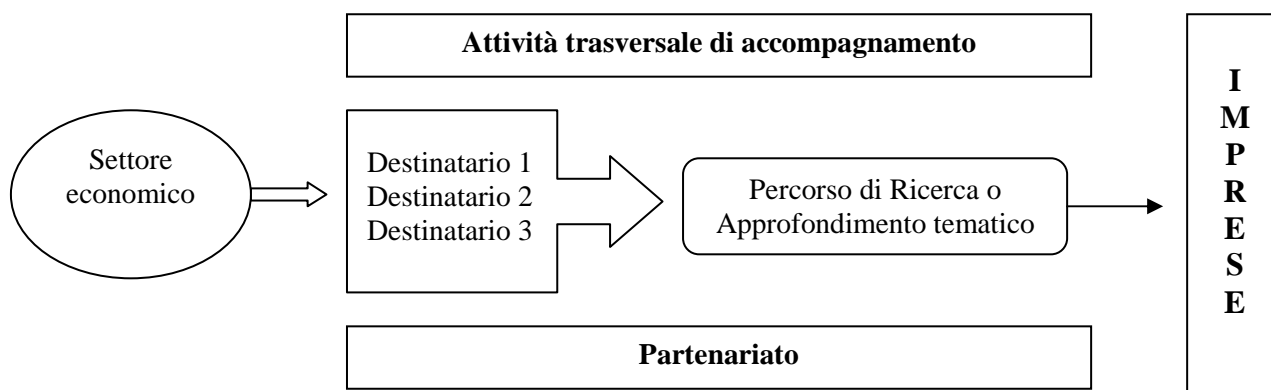 Attività trasversale di accompagnamento
Settore
economico
Destinatario 1
Destinatario 2
Destinatario 3
Percorso di Ricerca o
Approfondimento tematico
Partenariato
I
M
P
R
E
S
E